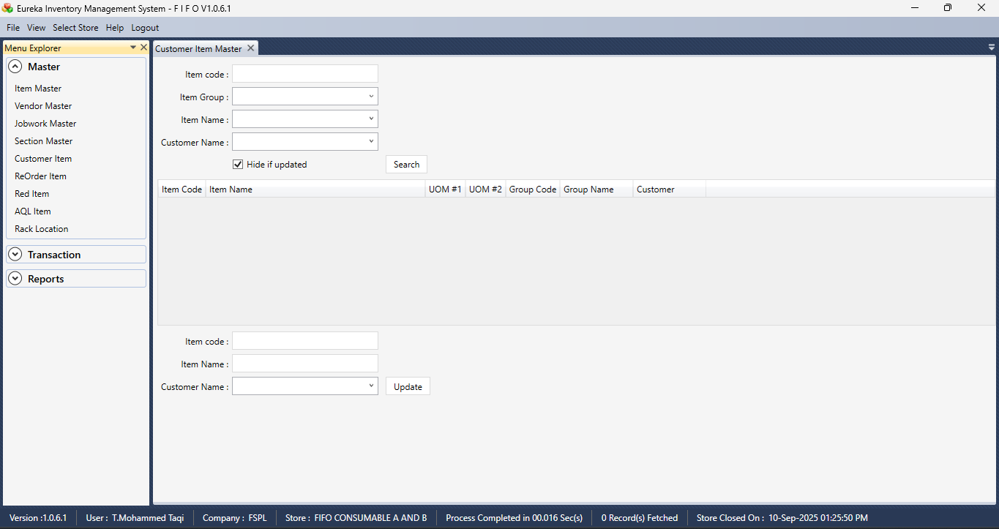 Eureka Inventory Management System - F I F O V1.0.6.1
File View Select Store Help Logout
Menu Explorer
Master
Item Master
Vendor Master
Jobwork Master
Section Master
Customer Item
ReOrder Item
Red Item
AQL Item
Rack Location
Transaction
Reports
Customer Item Master
Item code :
Item Group :
Item Name :
Customer Name :
Hide if updated Search
Item Code Item Name UOM #1 UOM #2 Group Code Group Name Customer
Item code :
Item Name :
Customer Name : Update
Version :1.0.6.1 User : T.Mohammed Taqi Company : FSPL Store : FIFO CONSUMABLE A AND B Process Completed in 00.016 Sec(s) 0 Record(s) Fetched Store Closed On : 10-Sep-2025 01:25:50 PM